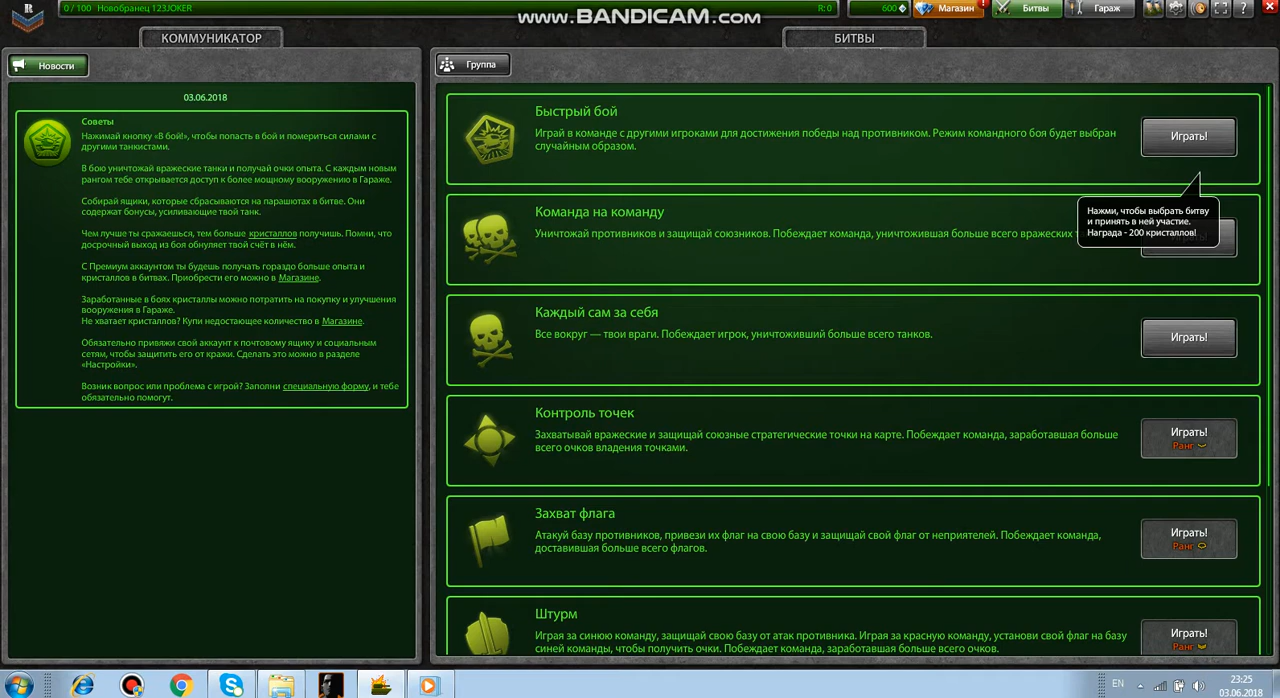 0 / 100 Новобранец 123JOKER
R: 0
600
Магазин
Битвы
Гараж
?
www.BANDICAM.com
КОММУНИКАТОР
БИТВЫ
Новости
Группа
03.06.2018
Советы
Нажимай кнопку «В бой!», чтобы попасть в бой и помериться силами с
другими танкистами.
В бою уничтожай вражеские танки и получай очки опыта. С каждым новым
рангом тебе открывается доступ к более мощному вооружению в Гараже.
Собирай ящики, которые сбрасываются на парашютах в битве. Они
содержат бонусы, усиливающие твой танк.
Чем лучше ты сражаешься, тем больше кристаллов получишь. Помни, что
досрочный выход из боя обнуляет твой счёт в нём.
С Премиум аккаунтом ты будешь получать гораздо больше опыта и
кристаллов в битвах. Приобрести его можно в Магазине.
Заработанные в боях кристаллы можно потратить на покупку и улучшения
вооружения в Гараже.
Не хватает кристаллов? Купи недостающее количество в Магазине.
Обязательно привяжи свой аккаунт к почтовому ящику и социальным
сетям, чтобы защитить его от кражи. Сделать это можно в разделе
«Настройки».
Возник вопрос или проблема с игрой? Заполни специальную форму, и тебе
обязательно помогут.
Быстрый бой
Играй в команде с другими игроками для достижения победы над противником. Режим командного боя будет выбран
случайным образом.
Играть!
Нажми, чтобы выбрать битву
и принять в ней участие.
Награда - 200 кристаллов!
Команда на команду
Уничтожай противников и защищай союзников. Победает команда, уничтожившая больше всего вражеских
Каждый сам за себя
Все вокруг — твои враги. Побеждает игрок, уничтоживший больше всего танков.
Играть!
Контроль точек
Захватывай вражеские и защищай союзные стратегические точки на карте. Побеждает команда, заработавшая больше
всего очков владения точками.
Играть!
Ранг
Захват флага
Атакуй базу противников, привези их флаг на свою базу и защищай свой флаг от неприятелей. Побеждает команда,
доставившая больше всего флагов.
Играть!
Ранг
Штурм
Играя за синюю команду, защищай свою базу от атак противника. Играя за красную команду, установи свой флаг на базу
синей команды, чтобы получить очки. Побеждает команда, заработавшая больше всего очков.
Играть!
Ранг
EN
23:25
03.06.2018